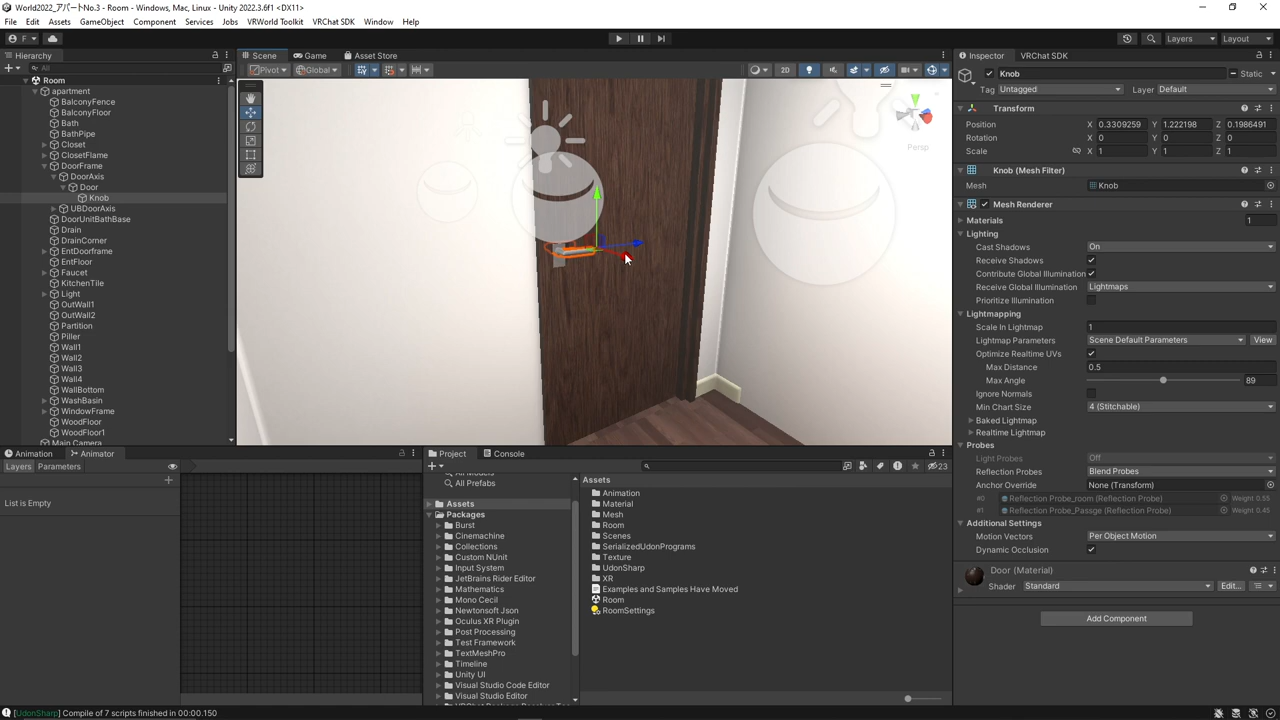 World2022_アパートNo.3 - Room - Windows, Mac, Linux - Unity 2022.3.6f1 <DX11>
File Edit Assets GameObject Component Services Jobs VRWorld Toolkit VRChat SDK Window Help
F
Layers Layout
Hierarchy
All
Room
apartment
BalconyFence
BalconyFloor
Bath
BathPipe
Closet
ClosetFlame
DoorFrame
DoorAxis
Door
Knob
UBDoorAxis
DoorUnitBathBase
Drain
DrainCorner
EntDoorframe
EntFloor
Faucet
KitchenTile
Light
OutWall1
OutWall2
Partition
Piller
Wall1
Wall2
Wall3
Wall4
WallBottom
WashBasin
WindowFrame
WoodFloor
WoodFloor1
Main Camera
Scene Game Asset Store
Pivot Global 2D
Persp
Inspector VRChat SDK
Knob Static
Tag Untagged Layer Default
Transform
Position X 0.3309259 Y 1.222198 Z 0.1986491
Rotation X 0 Y 0 Z 0
Scale X 1 Y 1 Z 1
Knob (Mesh Filter)
Mesh Knob
Mesh Renderer
Materials 1
Lighting
Cast Shadows On
Receive Shadows
Contribute Global Illumination
Receive Global Illumination Lightmaps
Prioritize Illumination
Lightmapping
Scale In Lightmap 1
Lightmap Parameters Scene Default Parameters View
Optimize Realtime UVs
Max Distance 0.5
Max Angle 89
Ignore Normals
Min Chart Size 4 (Stitchable)
Baked Lightmap
Realtime Lightmap
Probes
Light Probes Off
Reflection Probes Blend Probes
Anchor Override None (Transform)
#0 Reflection Probe_room (Reflection Probe) Weight 0.55
#1 Reflection Probe_Passge (Reflection Probe) Weight 0.45
Additional Settings
Motion Vectors Per Object Motion
Dynamic Occlusion
Door (Material)
Shader Standard Edit...
Add Component
Animation Animator
Layers Parameters
List is Empty
Project Console
23
All Models
All Prefabs
Assets
Packages
Burst
Cinemachine
Collections
Custom NUnit
Input System
JetBrains Rider Editor
Mathematics
Mono Cecil
Newtonsoft Json
Oculus XR Plugin
Post Processing
Test Framework
TextMeshPro
Timeline
Unity UI
Visual Studio Code Editor
Visual Studio Editor
Assets
Animation
Material
Mesh
Room
Scenes
SerializedUdonPrograms
Texture
UdonSharp
XR
Examples and Samples Have Moved
Room
RoomSettings
[UdonSharp] Compile of 7 scripts finished in 00:00.150